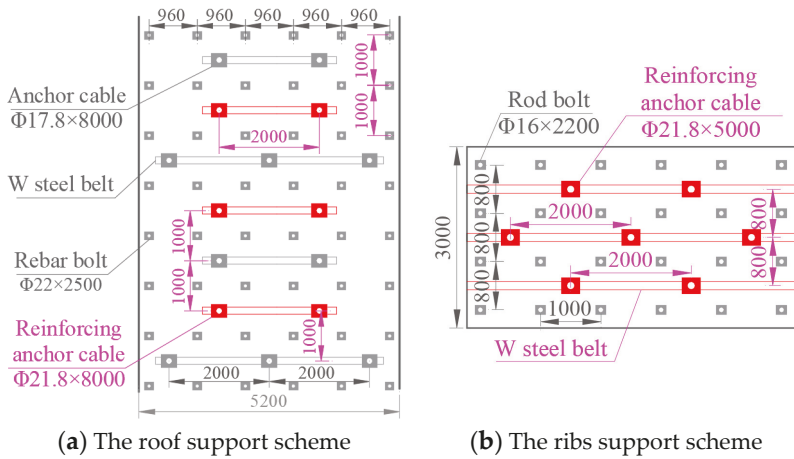 960 960 960 960 960
1000
1000
Anchor cable
Φ17.8×8000
2000
W steel belt
1000
1000
Rebar bolt
Φ22×2500
Reinforcing
anchor cable
Φ21.8×8000
1000
2000 2000
5200
(a) The roof support scheme
Rod bolt
Φ16×2200
Reinforcing
anchor cable
Φ21.8×5000
3000
800
800
800
2000
800
800
2000
1000
W steel belt
(b) The ribs support scheme